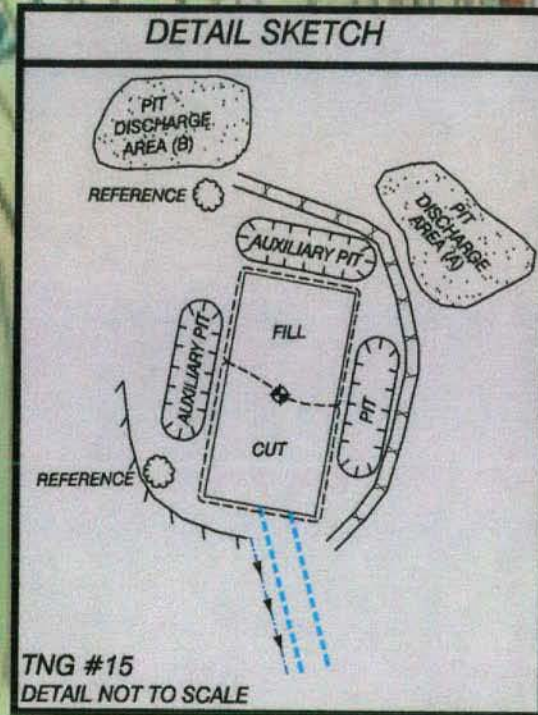 DETAIL SKETCH
PIT
DISCHARGE
AREA (B)
REFERENCE
PIT
DISCHARGE
AREA (A)
AUXILIARY PIT
AUXILIARY PIT
FILL
PIT
CUT
REFERENCE
TNG #15
DETAIL NOT TO SCALE